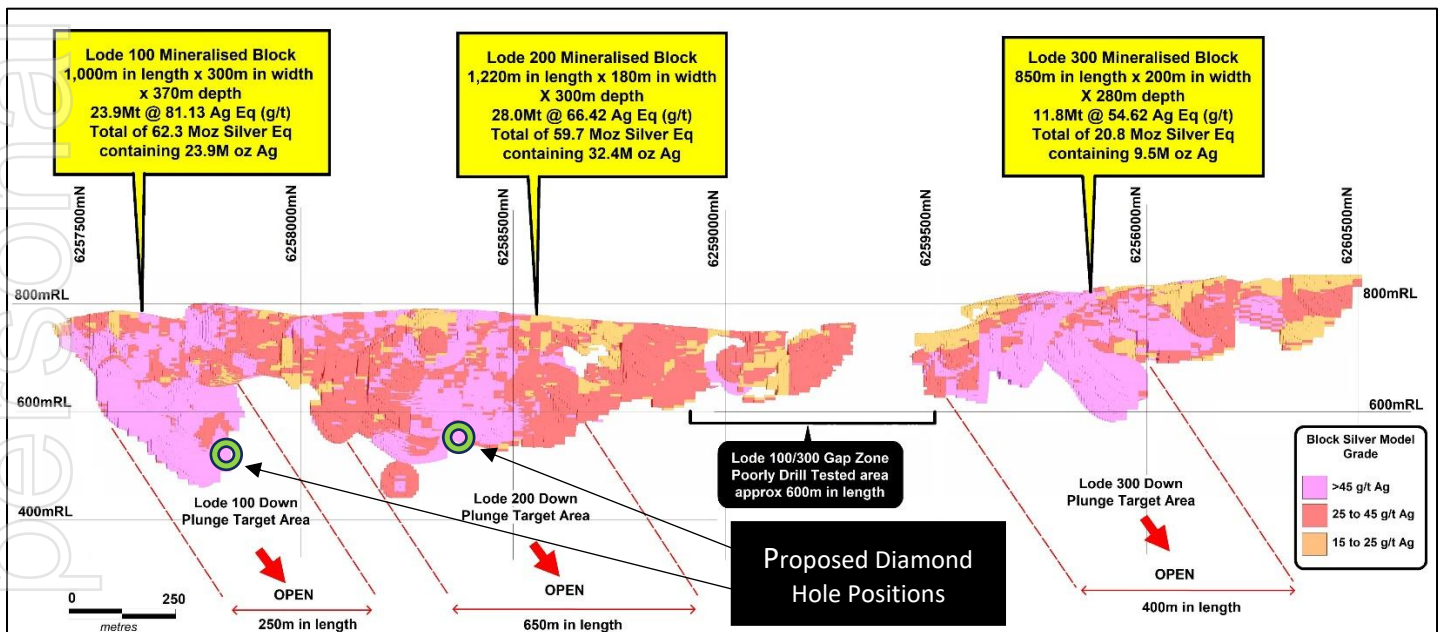 Lode 100 Mineralised Block
1,000m in length x 300m in width
x 370m depth
23.9Mt @ 81.13 Ag Eq (g/t)
Total of 62.3 Moz Silver Eq
containing 23.9M oz Ag
Lode 200 Mineralised Block
1,220m in length x 180m in width
X 300m depth
28.0Mt @ 66.42 Ag Eq (g/t)
Total of 59.7 Moz Silver Eq
containing 32.4M oz Ag
Lode 300 Mineralised Block
850m in length x 200m in width
X 280m depth
11.8Mt @ 54.62 Ag Eq (g/t)
Total of 20.8 Moz Silver Eq
containing 9.5M oz Ag
6257500mN
6258000mN
6258500mN
6259000mN
6259500mN
6256000mN
6260500mN
800mRL
800mRL
600mRL
600mRL
400mRL
Lode 100/300 Gap Zone
Poorly Drill Tested area
approx 600m in length
Block Silver Model
Grade
>45 g/t Ag
25 to 45 g/t Ag
15 to 25 g/t Ag
Lode 100 Down
Plunge Target Area
OPEN
250m in length
Lode 200 Down
Plunge Target Area
OPEN
650m in length
Lode 300 Down
Plunge Target Area
OPEN
400m in length
Proposed Diamond
Hole Positions
0 250
metres
personal